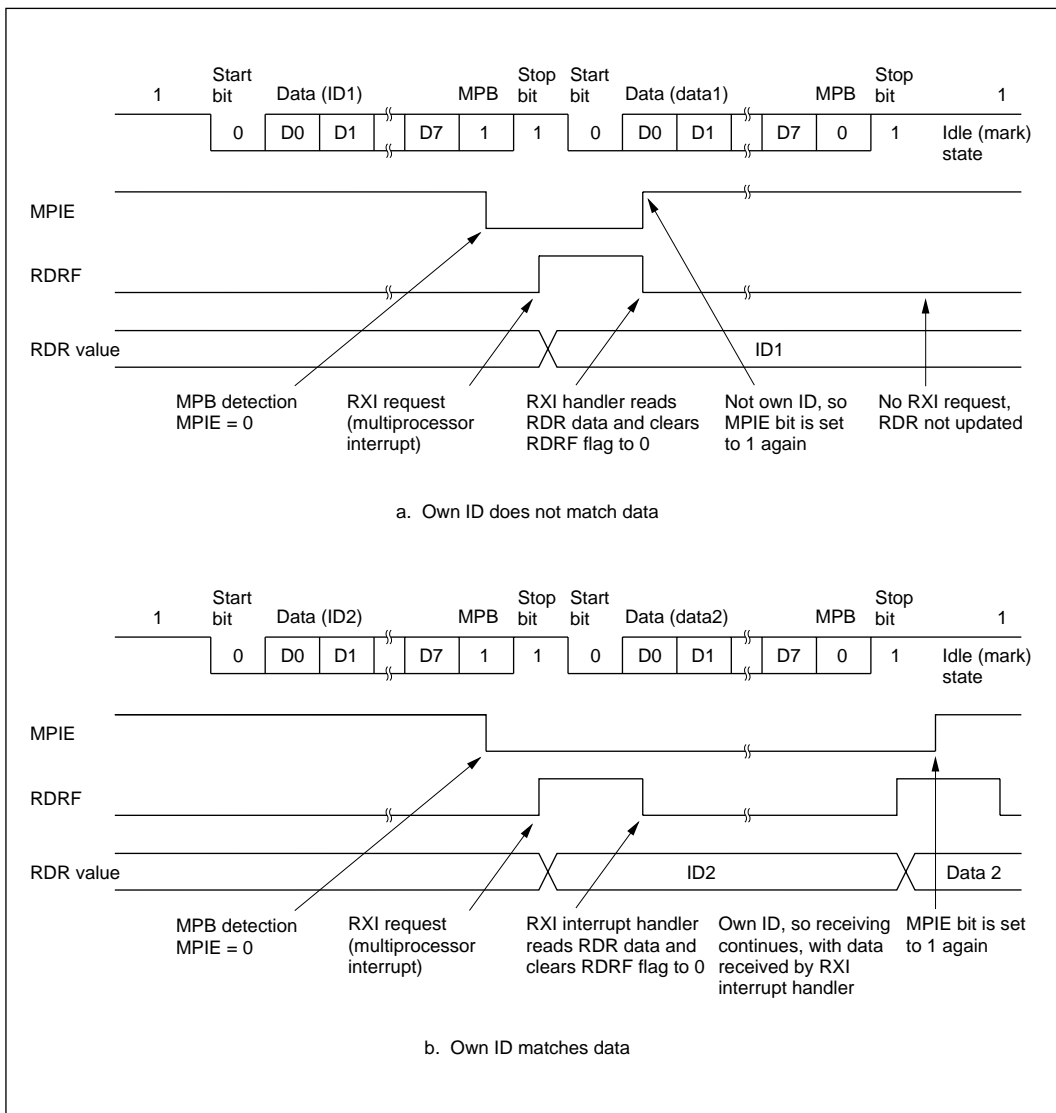 Start bit
Data (ID1)
MPB
Stop bit
Start bit
Data (data1)
MPB
Stop bit
1
1
0 D0 D1 D7 1 1 0 D0 D1 D7 0 1
Idle (mark) state
MPIE
RDRF
RDR value
ID1
MPB detection
MPIE = 0
RXI request
(multiprocessor
interrupt)
RXI handler reads
RDR data and clears
RDRF flag to 0
Not own ID, so
MPIE bit is set
to 1 again
No RXI request,
RDR not updated
a. Own ID does not match data
Start bit
Data (ID2)
MPB
Stop bit
Start bit
Data (data2)
MPB
Stop bit
1
1
0 D0 D1 D7 1 1 0 D0 D1 D7 0 1
Idle (mark) state
MPIE
RDRF
RDR value
ID2
Data 2
MPB detection
MPIE = 0
RXI request
(multiprocessor
interrupt)
RXI interrupt handler
reads RDR data and
clears RDRF flag to 0
Own ID, so receiving
continues, with data
received by RXI
interrupt handler
MPIE bit is set
to 1 again
b. Own ID matches data